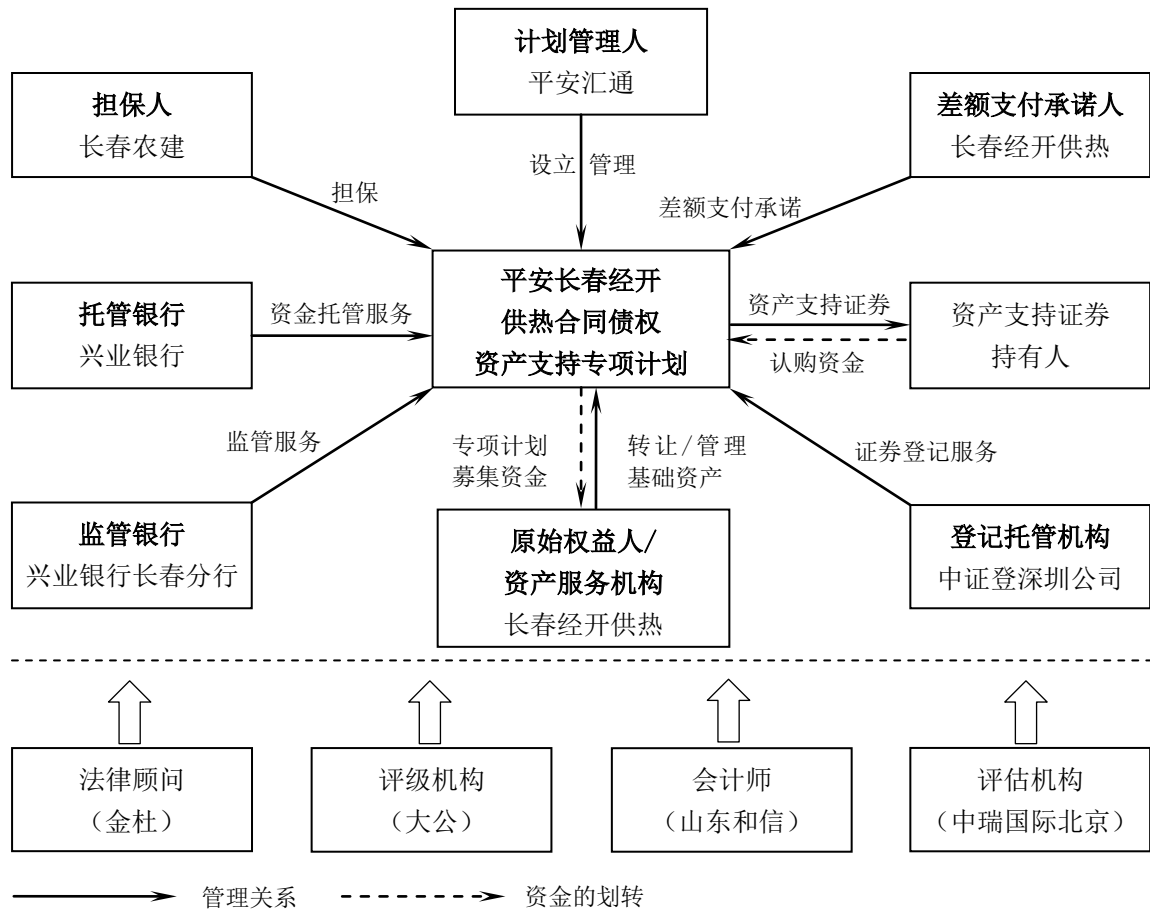 计划管理人
平安汇通
担保人
长春农建
差额支付承诺人
长春经开供热
设立 管理
担保
差额支付承诺
托管银行
兴业银行
资金托管服务
平安长春经开
供热合同债权
资产支持专项计划
资产支持证券
认购资金
资产支持证券
持有人
监管服务
专项计划
募集资金
转让/管理
基础资产
证券登记服务
监管银行
兴业银行长春分行
原始权益人/
资产服务机构
长春经开供热
登记托管机构
中证登深圳公司
法律顾问
（金杜）
评级机构
（大公）
会计师
（山东和信）
评估机构
（中瑞国际北京）
管理关系
资金的划转